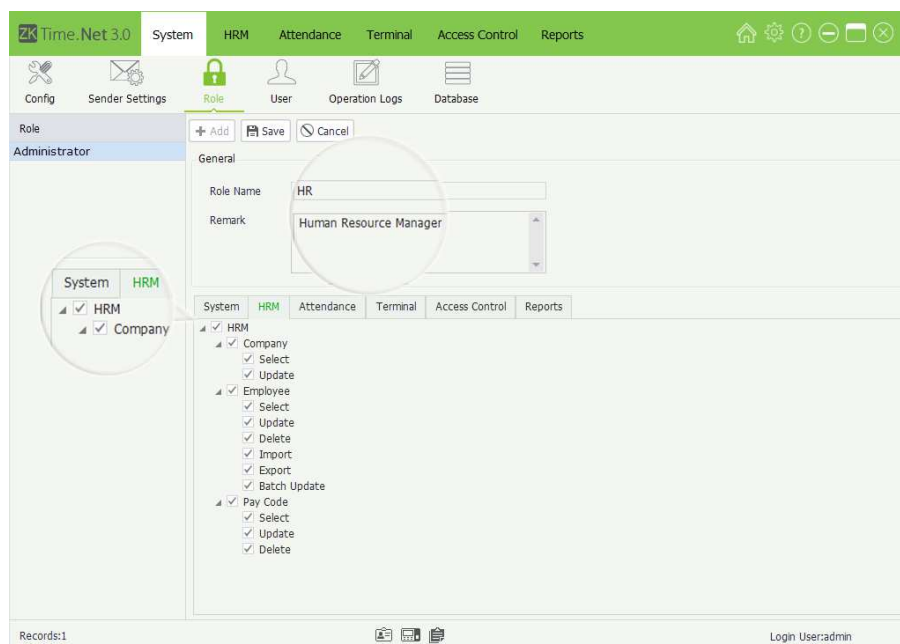 ZK Time.Net 3.0 System HRM Attendance Terminal Access Control Reports
Config Sender Settings Role User Operation Logs Database
Role
Administrator
Add Save Cancel
General
Role Name HR
Remark Human Resource Manager
System HRM
HRM
Company
System HRM Attendance Terminal Access Control Reports
HRM
Company
Select
Update
Employee
Select
Update
Delete
Import
Export
Batch Update
Pay Code
Select
Update
Delete
Records:1 Login User:admin